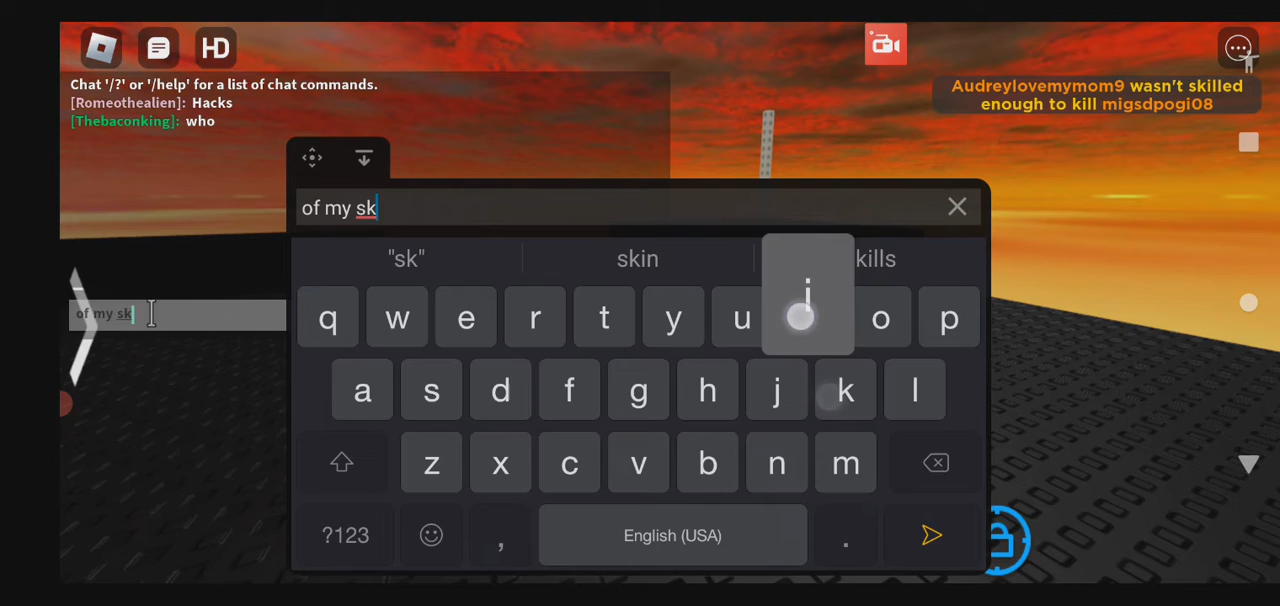 HD
Chat '/?' or '/help' for a list of chat commands.
[Romeothealien]: Hacks
[Thebaconking]: who
Audreylovemymom9 wasn't skilled
enough to kill migsdpogi08
of my sk
of my sk
"sk" skin kills
q w e r t y u i o p
a s d f g h j k l
z x c v b n m
?123 , English (USA) .